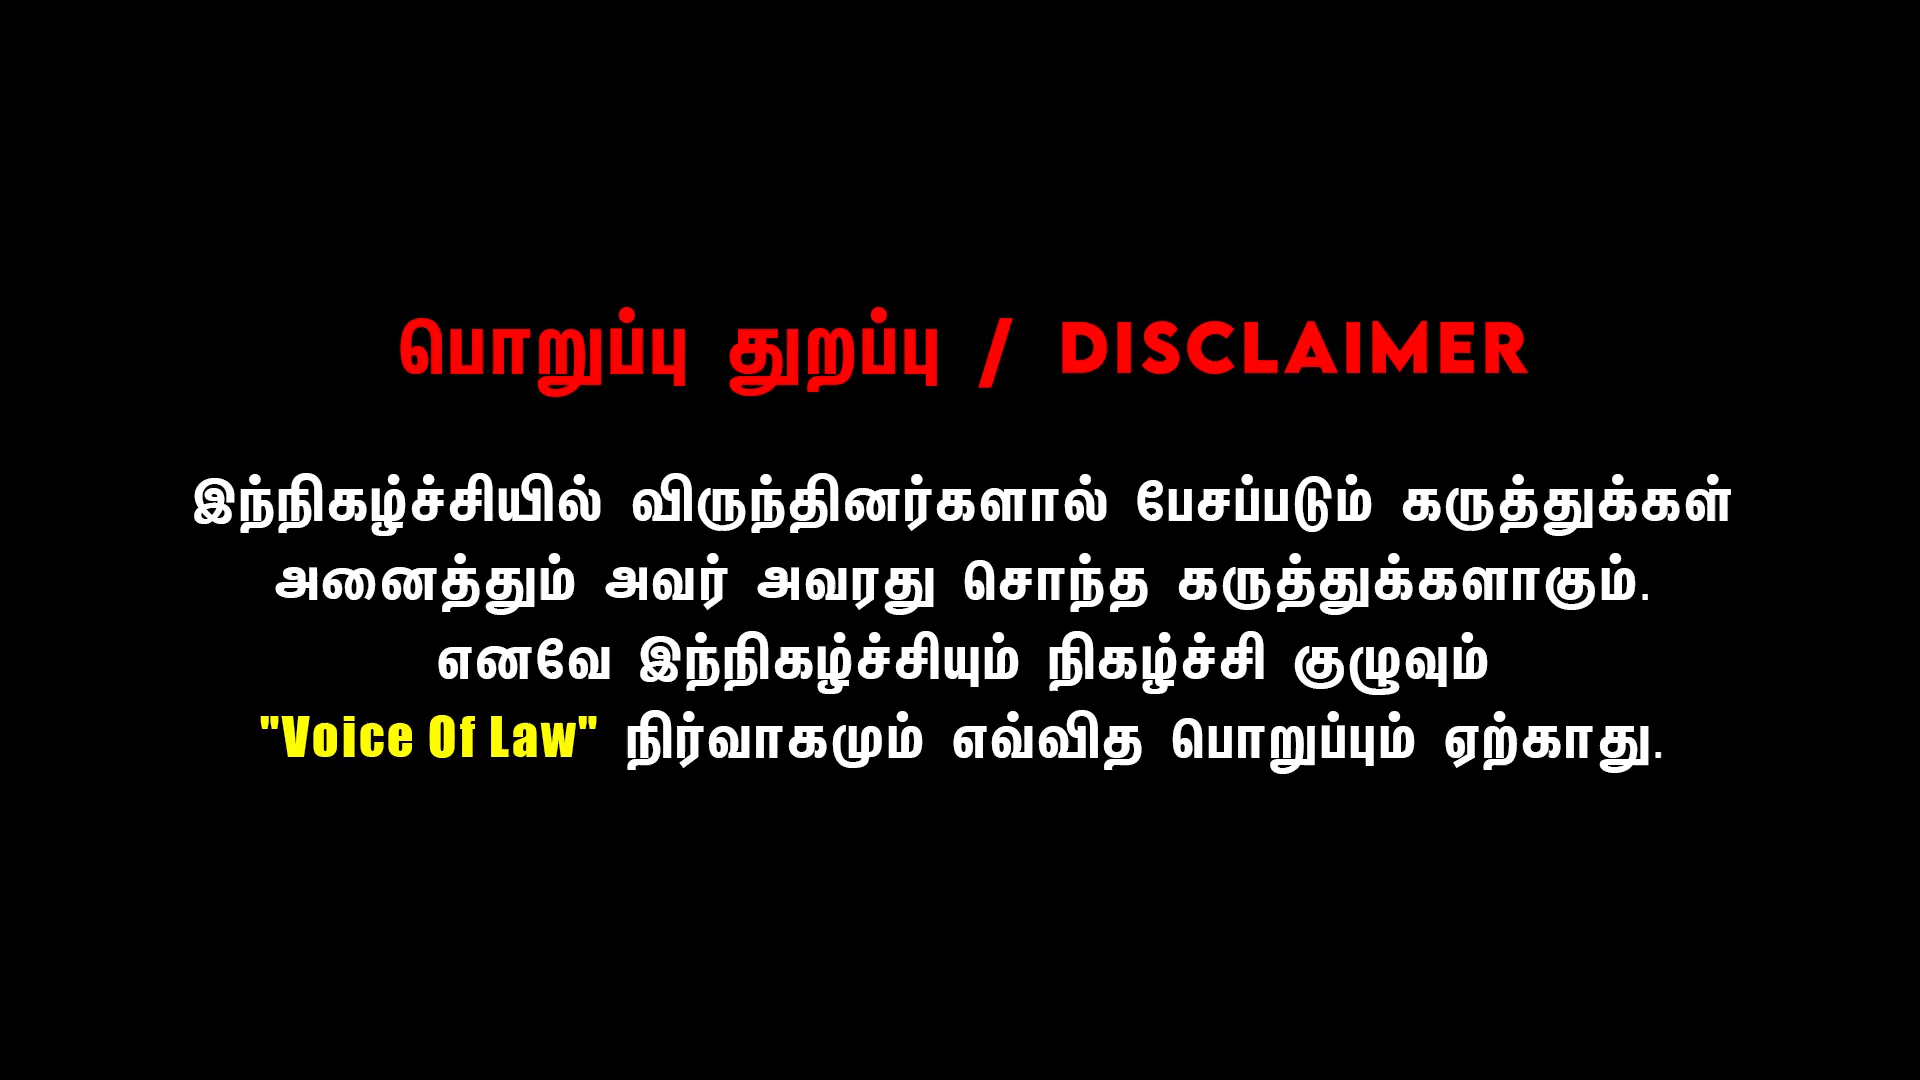 பொறுப்பு துறப்பு / DISCLAIMER
இந்நிகழ்ச்சியில் விருந்தினர்களால் பேசப்படும் கருத்துக்கள்
அனைத்தும் அவர் அவரது சொந்த கருத்துக்களாகும்.
எனவே இந்நிகழ்ச்சியும் நிகழ்ச்சி குழுவும்
"Voice Of Law" நிர்வாகமும் எவ்வித பொறுப்பும் ஏற்காது.